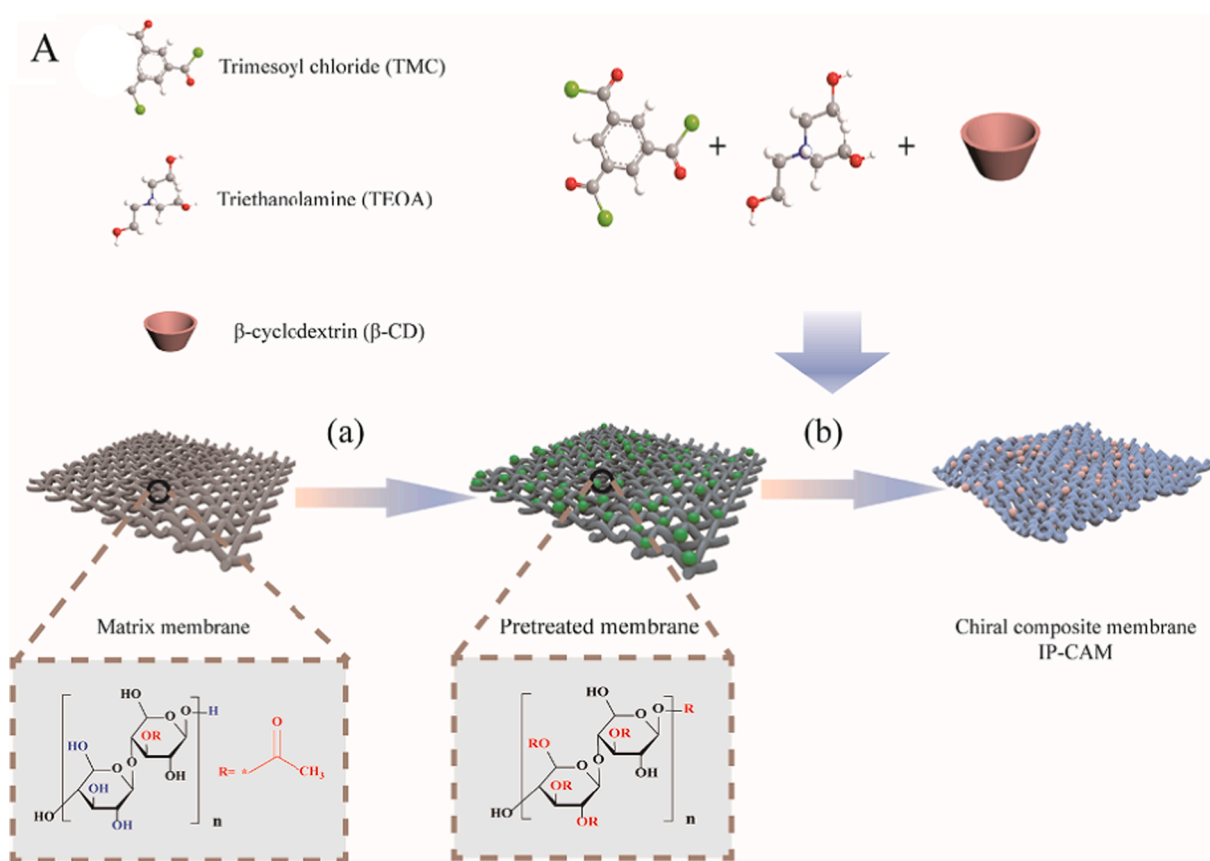 A
Trimesoyl chloride (TMC)
Triethanolamine (TEOA)
β-cyclodextrin (β-CD)
+
+
(a)
(b)
Matrix membrane
Pretreated membrane
Chiral composite membrane
IP-CAM
HO
O
O
H
OR
HO
O
O
OH
OH
HO
OH
n
R= *
O
CH₃
HO
O
O
R
OR
RO
O
O
OH
OR
HO
OR
n